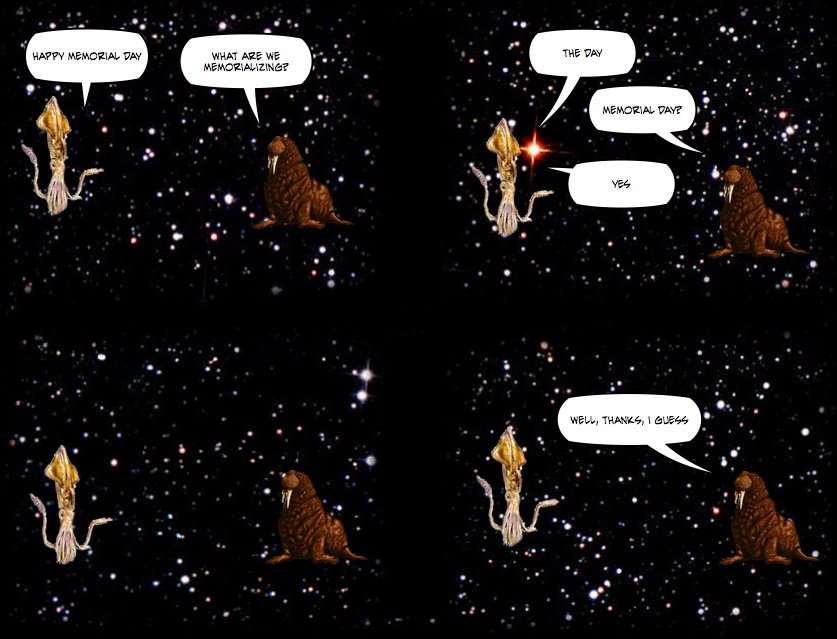 HAPPY MEMORIAL DAY
WHAT ARE WE
MEMORIALIZING?
THE DAY
MEMORIAL DAY?
YES
WELL, THANKS, I GUESS